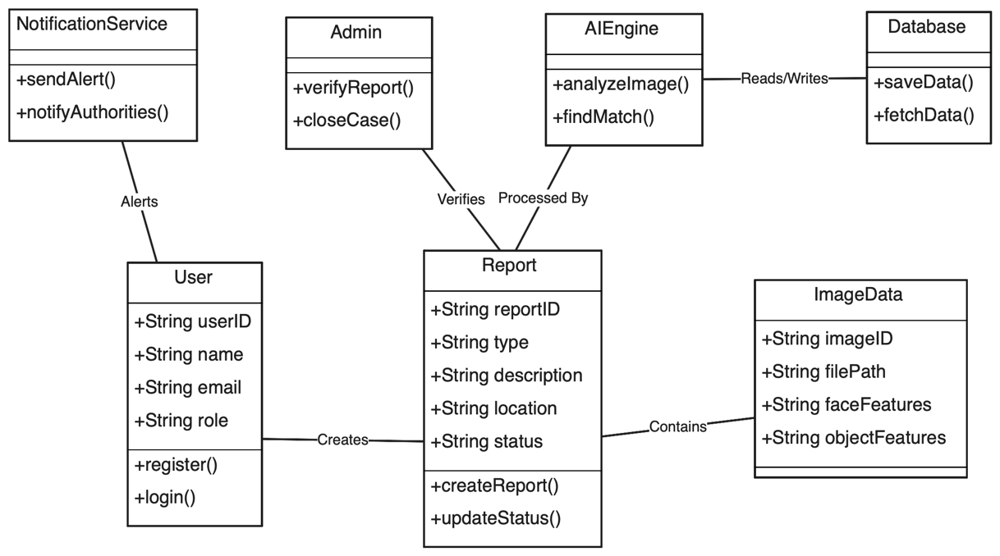 NotificationService
+sendAlert()
+notifyAuthorities()
Admin
+verifyReport()
+closeCase()
AIEngine
+analyzeImage()
+findMatch()
Reads/Writes
Database
+saveData()
+fetchData()
Alerts
Verifies
Processed By
User
+String userID
+String name
+String email
+String role
+register()
+login()
Creates
Report
+String reportID
+String type
+String description
+String location
+String status
+createReport()
+updateStatus()
Contains
ImageData
+String imageID
+String filePath
+String faceFeatures
+String objectFeatures